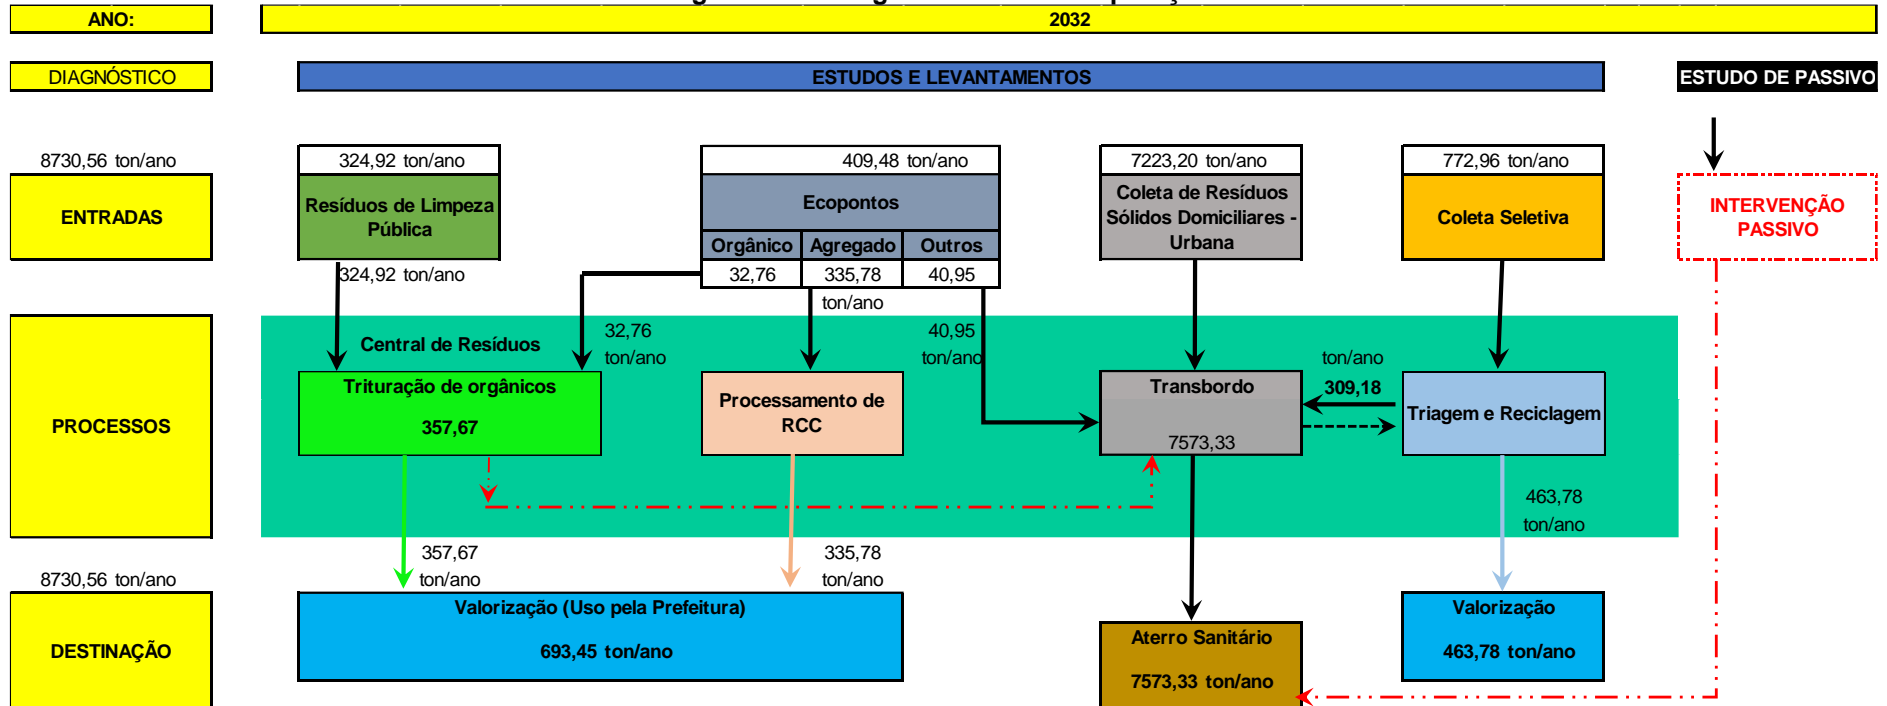 ANO:
2032
DIAGNÓSTICO
ESTUDOS E LEVANTAMENTOS
ESTUDO DE PASSIVO
8730,56 ton/ano
324,92 ton/ano
409,48 ton/ano
7223,20 ton/ano
772,96 ton/ano
ENTRADAS
Resíduos de Limpeza
Pública
Ecopontos
Orgânico Agregado Outros
32,76 335,78 40,95
ton/ano
Coleta de Resíduos
Sólidos Domiciliares -
Urbana
Coleta Seletiva
INTERVENÇÃO
PASSIVO
324,92 ton/ano
PROCESSOS
Central de Resíduos
32,76
ton/ano
40,95
ton/ano
ton/ano
309,18
Trituração de orgânicos
357,67
Processamento de
RCC
Transbordo
7573,33
Triagem e Reciclagem
463,78
ton/ano
357,67
ton/ano
335,78
ton/ano
8730,56 ton/ano
DESTINAÇÃO
Valorização (Uso pela Prefeitura)
693,45 ton/ano
Aterro Sanitário
7573,33 ton/ano
Valorização
463,78 ton/ano